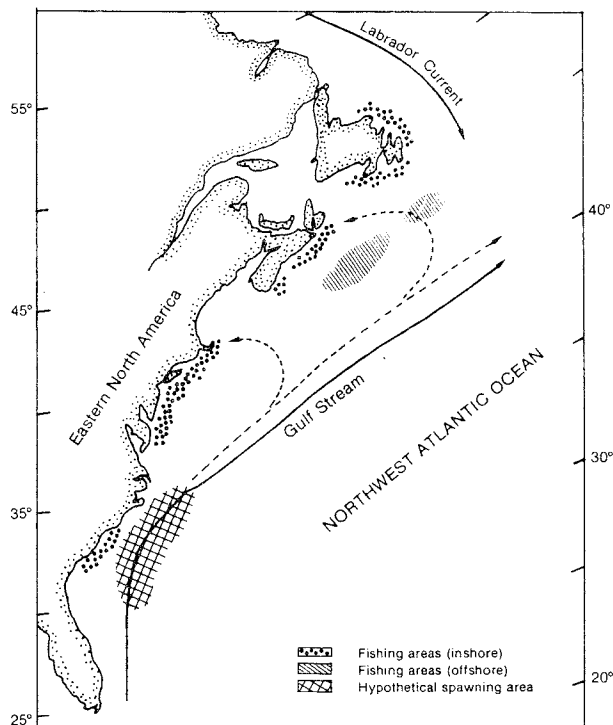 Labrador Current
55°
40°
45°
Eastern North America
Gulf Stream
NORTHWEST ATLANTIC OCEAN
30°
35°
Fishing areas (inshore)
Fishing areas (offshore)
Hypothetical spawning area
20°
25°